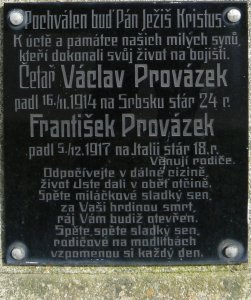 Pochválen buď Pán Ježíš Kristus
K úctě a památce našich milých synů,
kteří dokonali svůj život na bojišti.
Četař Václav Provázek
padl 16./11.1914 na Srbsku stár 24 r.
František Provázek
padl 5./12.1917 na Italii stár 18.r.
Věnují rodiče.
Odpočívejte v dálné cizině,
život Jste dali v oběť otčině,
Spěte miláčkové sladký sen,
za Vaši hrdinou smrt,
ráj Vám budiž otevřen.
Spěte, spěte sladký sen,
rodičové na modlitbách
vzpomenou si každý den.